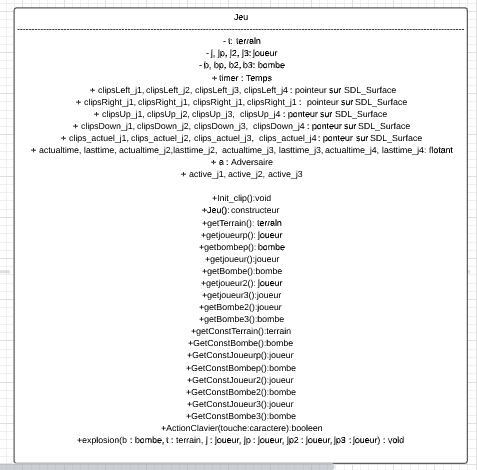 Jeu
- t: terrain
- j, jp, j2, j3: joueur
- b, bp, b2, b3: bombe
+ timer : Temps
+ clipsLeft_j1, clipsLeft_j2, clipsLeft_j3, clipsLeft_j4 : pointeur sur SDL_Surface
+ clipsRight_j1, clipsRight_j1, clipsRight_j1, clipsRight_j1 : pointeur sur SDL_Surface
+ clipsUp_j1, clipsUp_j2, clipsUp_j3, clipsUp_j4 : ponteur sur SDL_Surface
+ clipsDown_j1, clipsDown_j2, clipsDown_j3, clipsDown_j4 : ponteur sur SDL_Surface
+ clips_actuel_j1, clips_actuel_j2, clips_actuel_j3, clips_actuel_j4: ponteur sur SDL_Surface
+ actualtime, lasttime, actualtime_j2,lasttime_j2, actualtime_j3, lasttime_j3, actualtime_j4, lasttime_j4: flotant
+ a : Adversaire
+ active_j1, active_j2, active_j3
+Init_clip():void
+Jeu(): constructeur
+getTerrain(): terrain
+getjoueurp(): joueur
+getbombep(): bombe
+getjoueur():joueur
+getBombe():bombe
+getjoueur2(): joueur
+getjoueur3():joueur
+getBombe2():bombe
+getBombe3():bombe
+getConstTerrain():terrain
+GetConstBombe():bombe
+GetConstJoueurp():joueur
+GetConstBombep():bombe
+GetConstJoueur2():joueur
+GetConstBombe2():bombe
+GetConstJoueur3():joueur
+GetConstBombe3():bombe
+ActionClavier(touche:caractere):booleen
+explosion(b : bombe, t : terrain, j : joueur, jp : joueur, jp2 : joueur,jp3 : joueur) : void